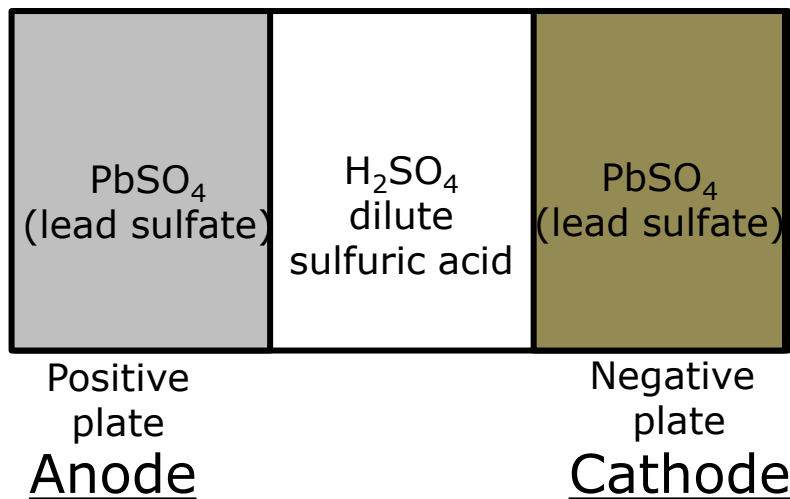 PbSO₄
(lead sulfate)
H₂SO₄
dilute
sulfuric acid
PbSO₄
(lead sulfate)
Positive
plate
Anode
Negative
plate
Cathode